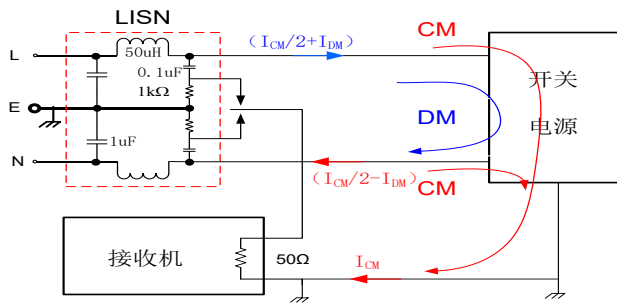 LISN
CM
L
50uH
(I_CM/2+I_DM)
0.1uF
1kΩ
开关
电源
E
DM
1uF
N
(I_CM/2-I_DM)
CM
接收机
50Ω
I_CM